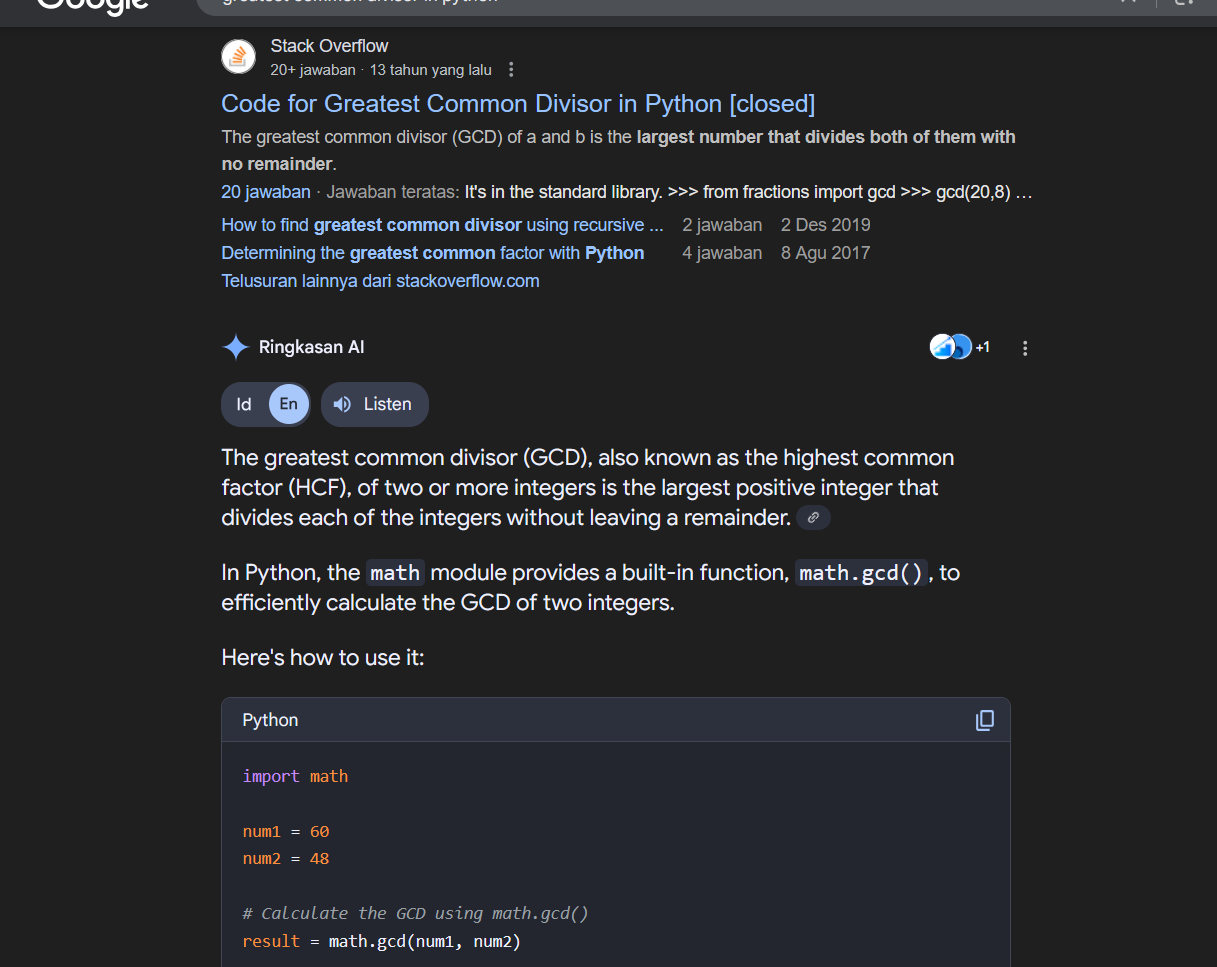 Google
greatest common divisor in python
Stack Overflow
20+ jawaban · 13 tahun yang lalu
Code for Greatest Common Divisor in Python [closed]
The greatest common divisor (GCD) of a and b is the largest number that divides both of them with
no remainder.
20 jawaban · Jawaban teratas: It's in the standard library. >>> from fractions import gcd >>> gcd(20,8) ...
How to find greatest common divisor using recursive ... 2 jawaban 2 Des 2019
Determining the greatest common factor with Python 4 jawaban 8 Agu 2017
Telusuran lainnya dari stackoverflow.com
Ringkasan AI
+1
Id En Listen
The greatest common divisor (GCD), also known as the highest common
factor (HCF), of two or more integers is the largest positive integer that
divides each of the integers without leaving a remainder.
In Python, the math module provides a built-in function, math.gcd(), to
efficiently calculate the GCD of two integers.
Here's how to use it:
Python
import math
num1 = 60
num2 = 48
# Calculate the GCD using math.gcd()
result = math.gcd(num1, num2)